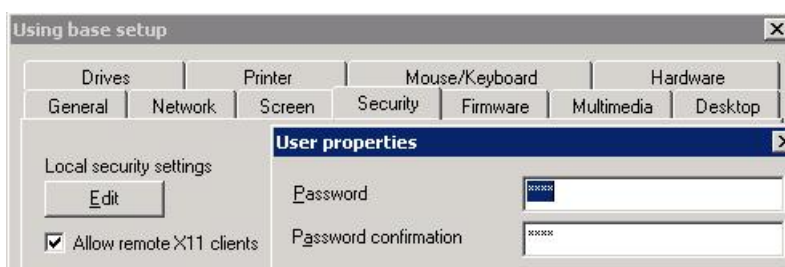 Using base setup
Drives Printer Mouse/Keyboard Hardware
General Network Screen Security Firmware Multimedia Desktop
User properties
Local security settings
Edit
Password ****
Allow remote X11 clients
Password confirmation ****